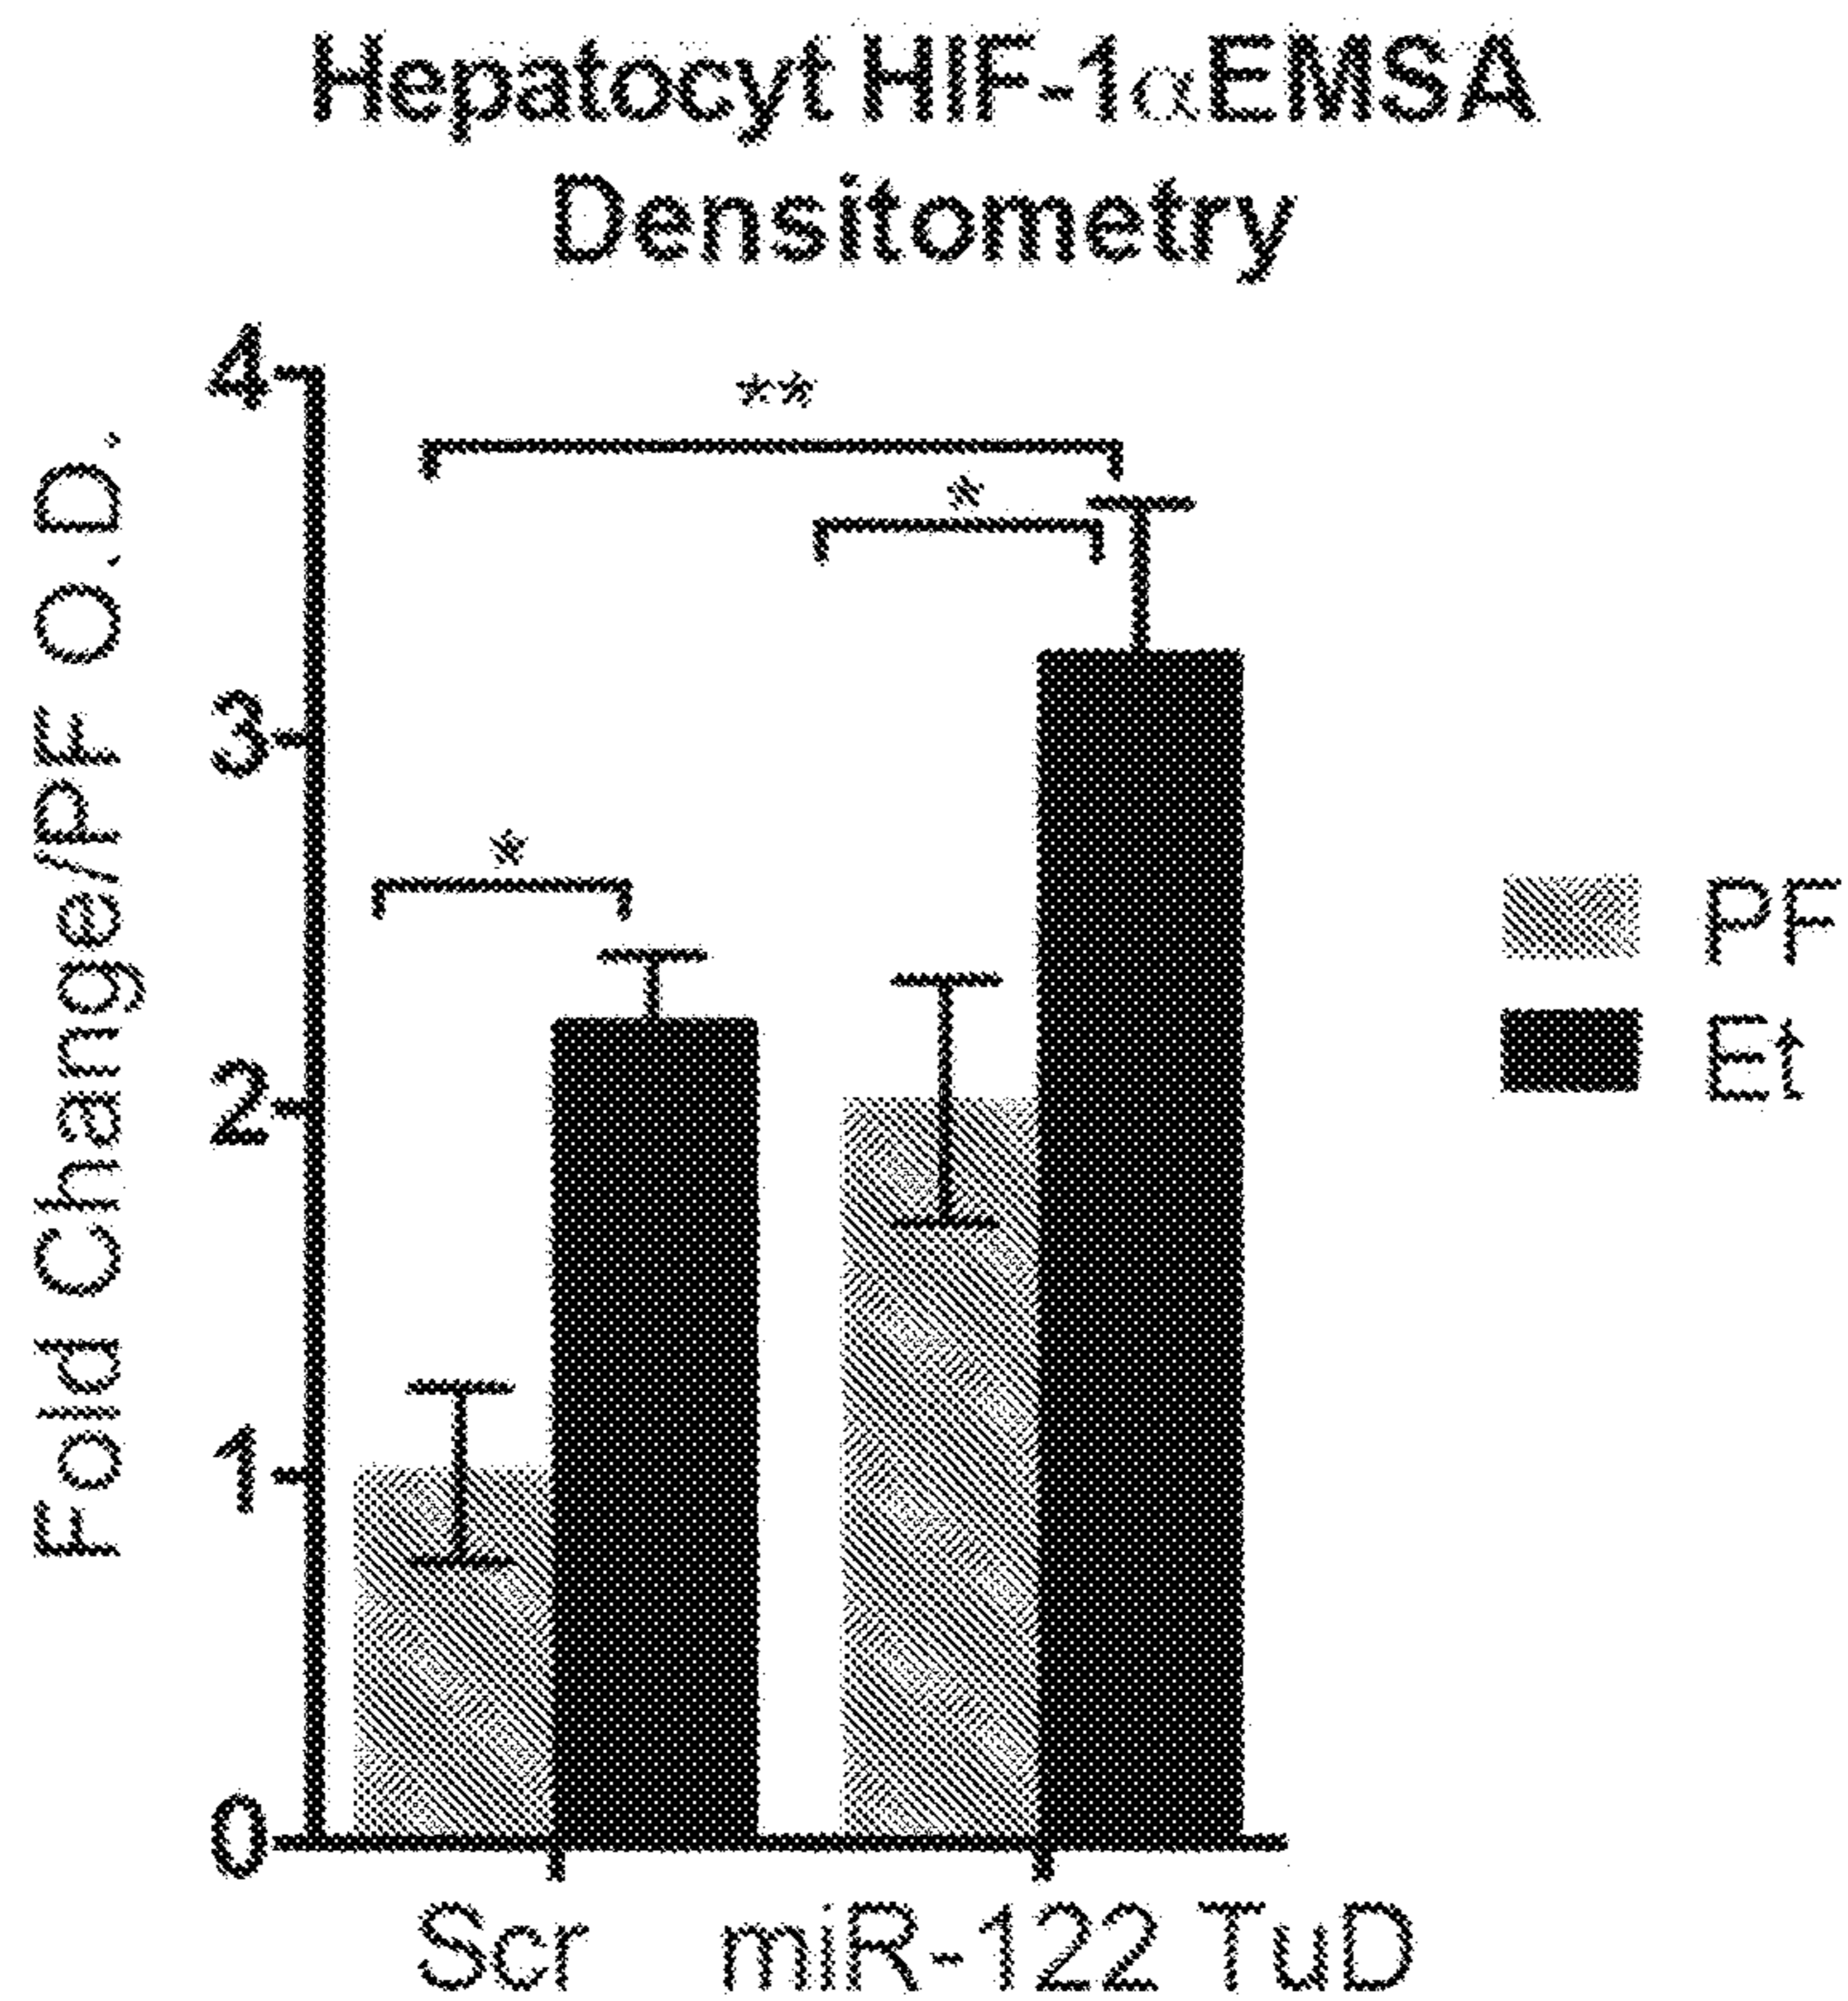 Hepatocyt HIF-1αEMSA
Densitometry
Fold Change/PF O.D.
4
3
2
1
0
**
*
*
PF
Et
Scr miR-122 TuD